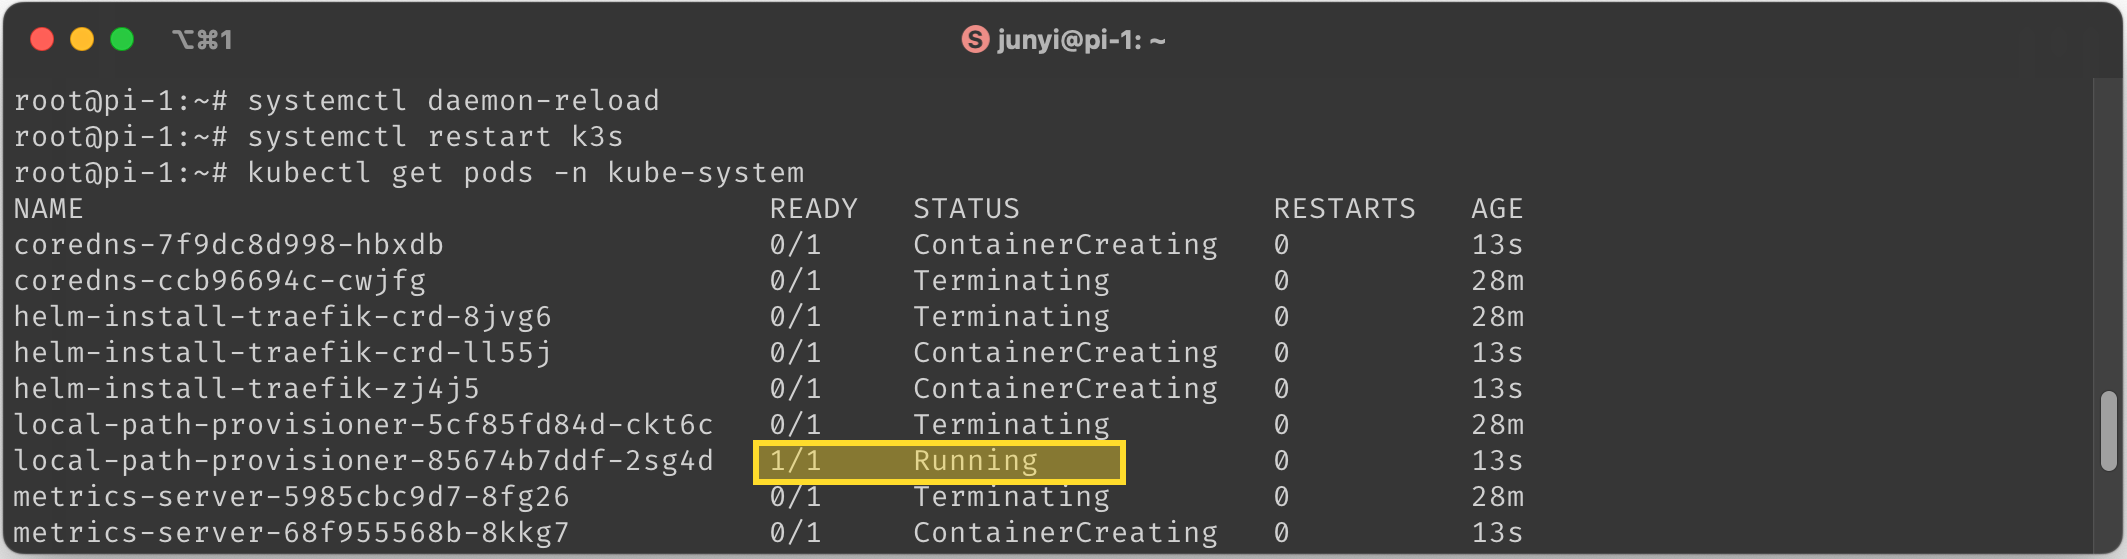 ⌥⌘1
S junyi@pi-1: ~
root@pi-1:~# systemctl daemon-reload
root@pi-1:~# systemctl restart k3s
root@pi-1:~# kubectl get pods -n kube-system
NAME READY STATUS RESTARTS AGE
coredns-7f9dc8d998-hbxdb 0/1 ContainerCreating 0 13s
coredns-ccb96694c-cwjfg 0/1 Terminating 0 28m
helm-install-traefik-crd-8jvg6 0/1 Terminating 0 28m
helm-install-traefik-crd-ll55j 0/1 ContainerCreating 0 13s
helm-install-traefik-zj4j5 0/1 ContainerCreating 0 13s
local-path-provisioner-5cf85fd84d-ckt6c 0/1 Terminating 0 28m
local-path-provisioner-85674b7ddf-2sg4d 1/1 Running 0 13s
metrics-server-5985cbc9d7-8fg26 0/1 Terminating 0 28m
metrics-server-68f955568b-8kkg7 0/1 ContainerCreating 0 13s